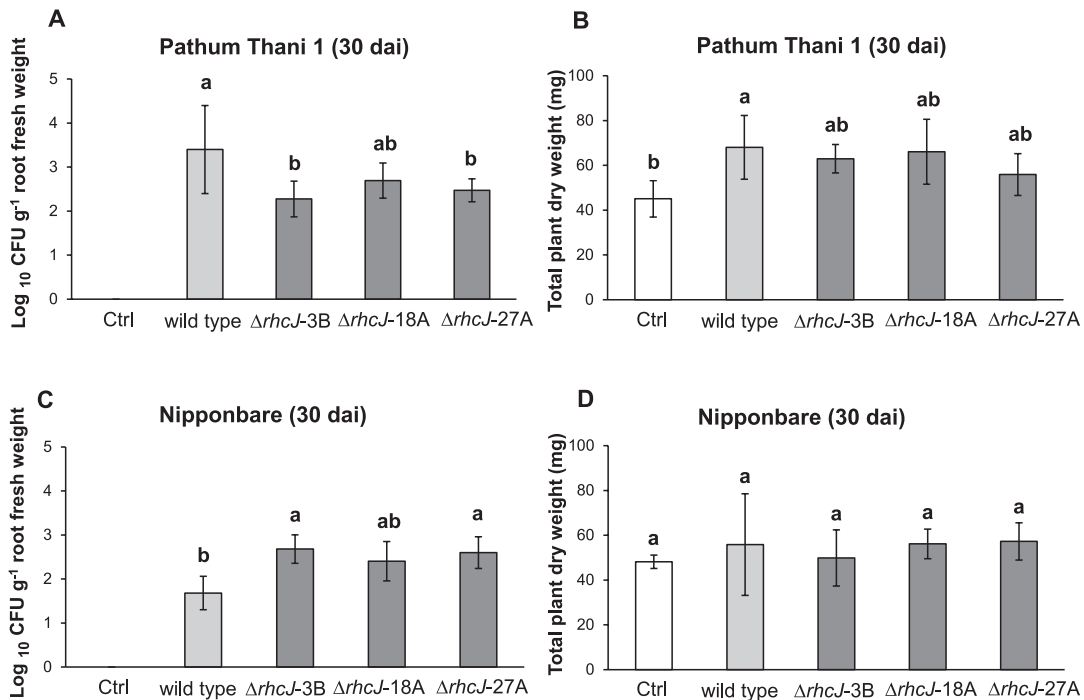 A
Pathum Thani 1 (30 dai)
Log 10 CFU g-1 root fresh weight
5
4
3
2
1
0
a
b
ab
b
Ctrl
wild type
ΔrhcJ-3B
ΔrhcJ-18A
ΔrhcJ-27A
B
Pathum Thani 1 (30 dai)
Total plant dry weight (mg)
100
80
60
40
20
0
b
a
ab
ab
ab
Ctrl
wild type
ΔrhcJ-3B
ΔrhcJ-18A
ΔrhcJ-27A
C
Nipponbare (30 dai)
Log 10 CFU g-1 root fresh weight
5
4
3
2
1
0
b
a
ab
a
Ctrl
wild type
ΔrhcJ-3B
ΔrhcJ-18A
ΔrhcJ-27A
D
Nipponbare (30 dai)
Total plant dry weight (mg)
100
80
60
40
20
0
a
a
a
a
a
Ctrl
wild type
ΔrhcJ-3B
ΔrhcJ-18A
ΔrhcJ-27A